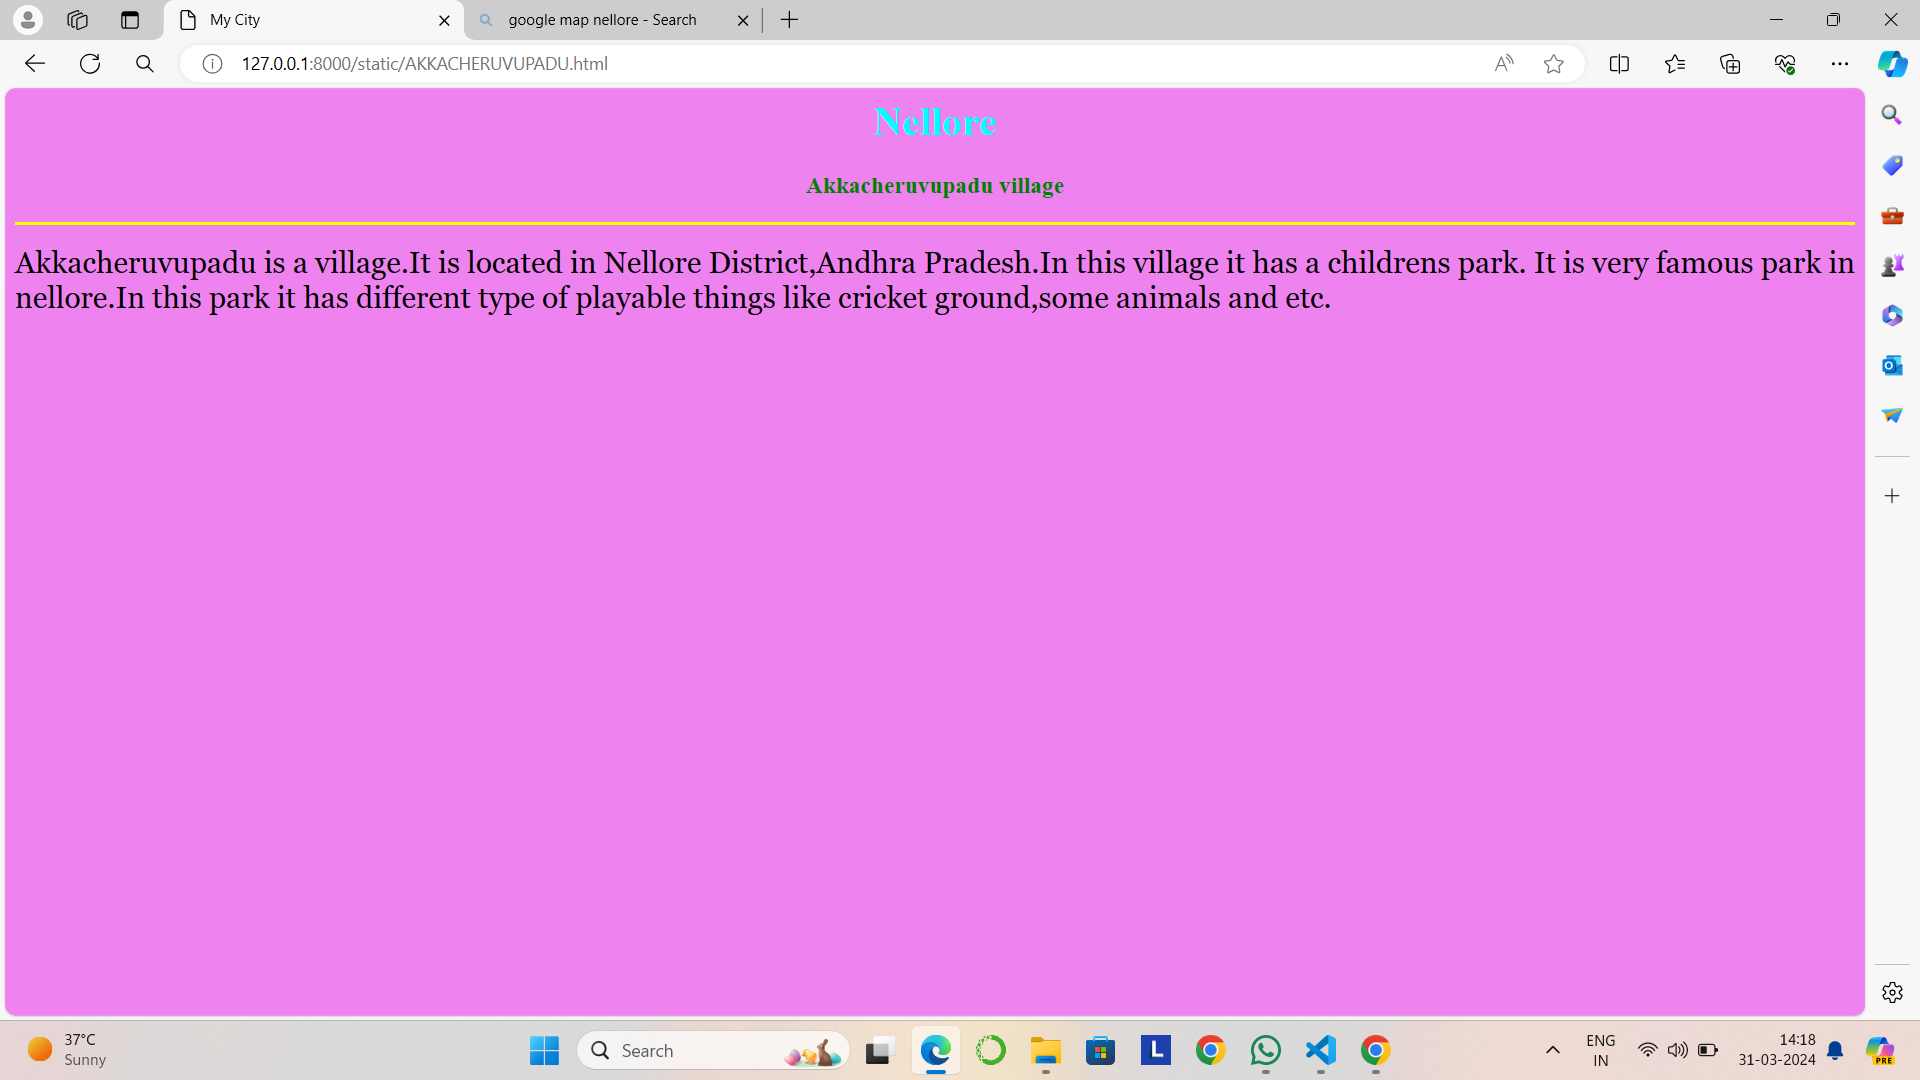 My City
google map nellore - Search
127.0.0.1:8000/static/AKKACHERUVUPADU.html
Nellore
Akkacheruvupadu village
Akkacheruvupadu is a village.It is located in Nellore District,Andhra Pradesh.In this village it has a childrens park. It is very famous park in
nellore.In this park it has different type of playable things like cricket ground,some animals and etc.
37°C
Sunny
Search
L
ENG
IN
14:18
31-03-2024
PRE